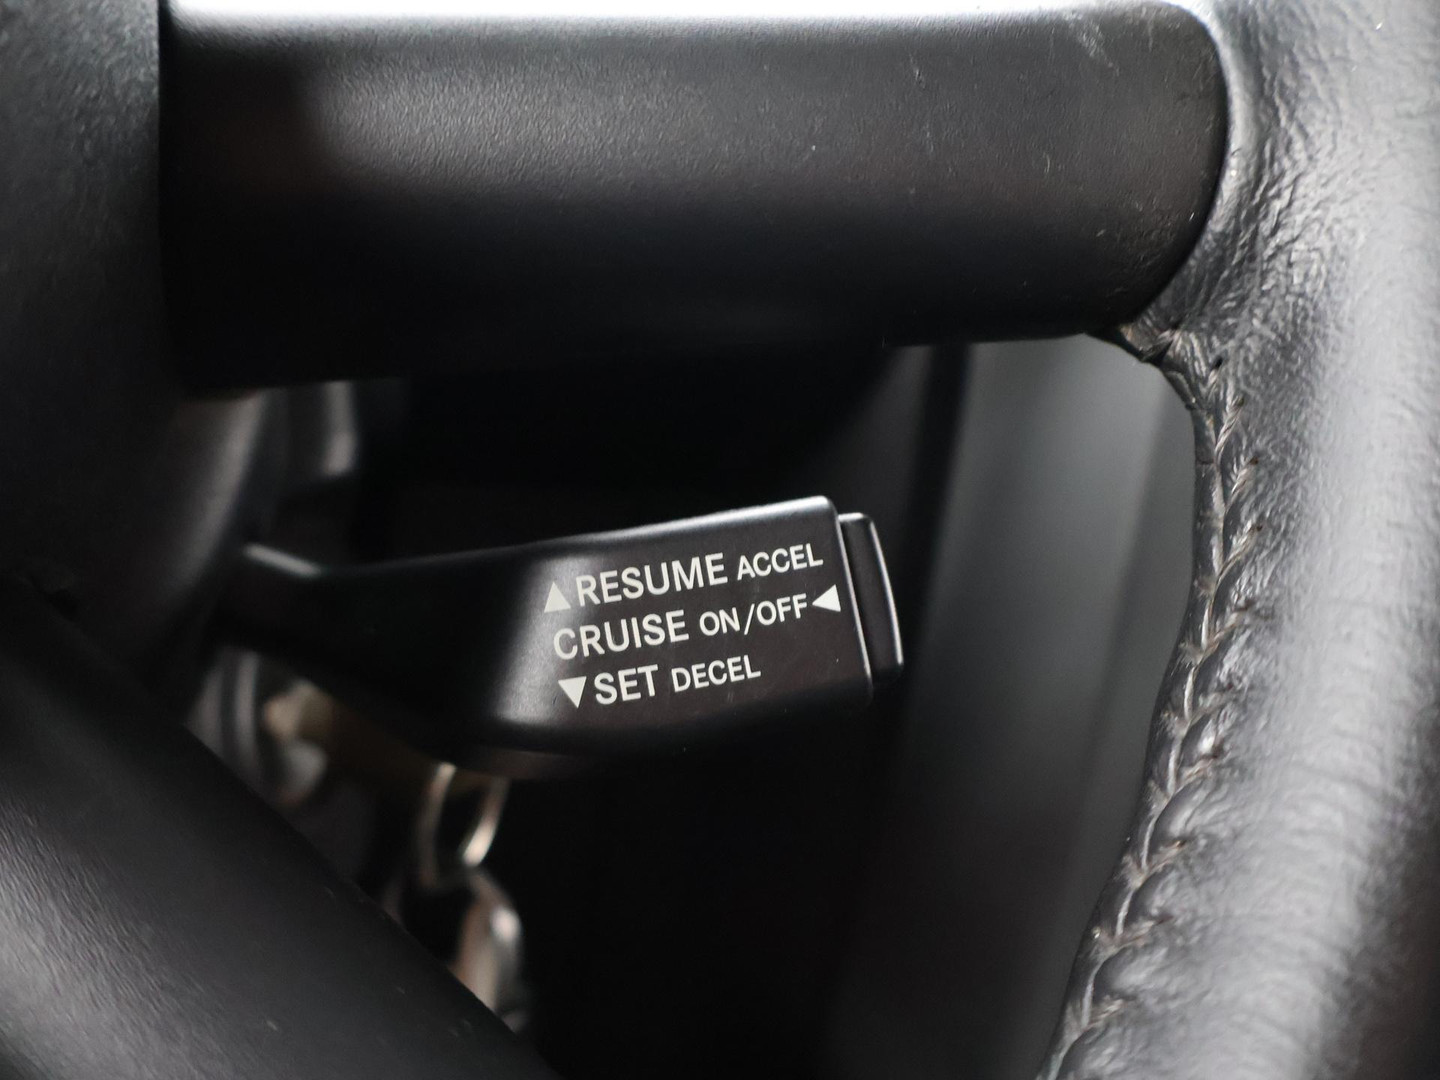 ▲RESUME ACCEL
CRUISE ON/OFF◀
▼SET DECEL